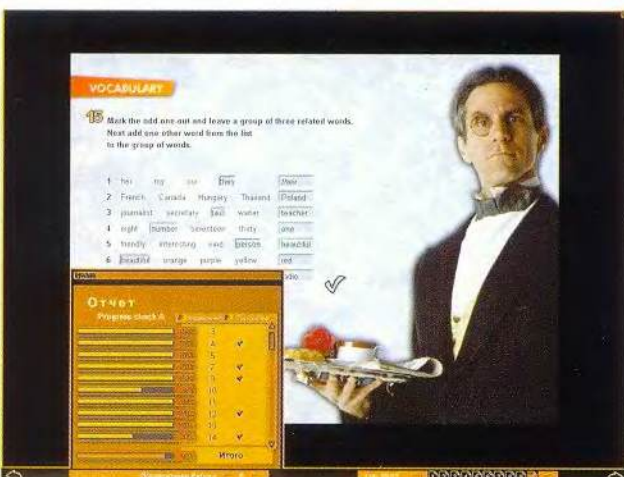 VOCABULARY
15 Mark the odd one out and leave a group of three related words.
Next add one other word from the list
to the group of words.
1 her my our they their
2 French Canada Hungary Thailand Poland
3 journalist secretary taxi waiter teacher
4 eight number seventeen thirty one
5 friendly interesting kind person beautiful
6 beautiful orange purple yellow red
Отчет
Progress check A
3
4
5
7
9
10
11
12
13
14
Итого